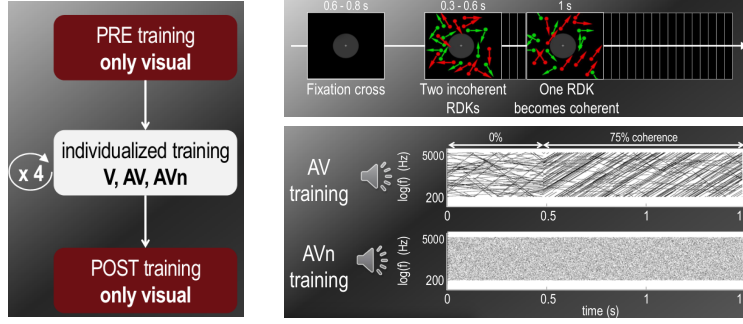 PRE training
only visual
individualized training
V, AV, AVn
x 4
POST training
only visual
0.6 - 0.8 s
0.3 - 0.6 s
1 s
Fixation cross
Two incoherent
RDKs
One RDK
becomes coherent
0%
75% coherence
AV
training
log(f) (Hz)
5000
200
0
0.5
1
1
AVn
training
log(f) (Hz)
5000
200
0
0.5
1
1
time (s)